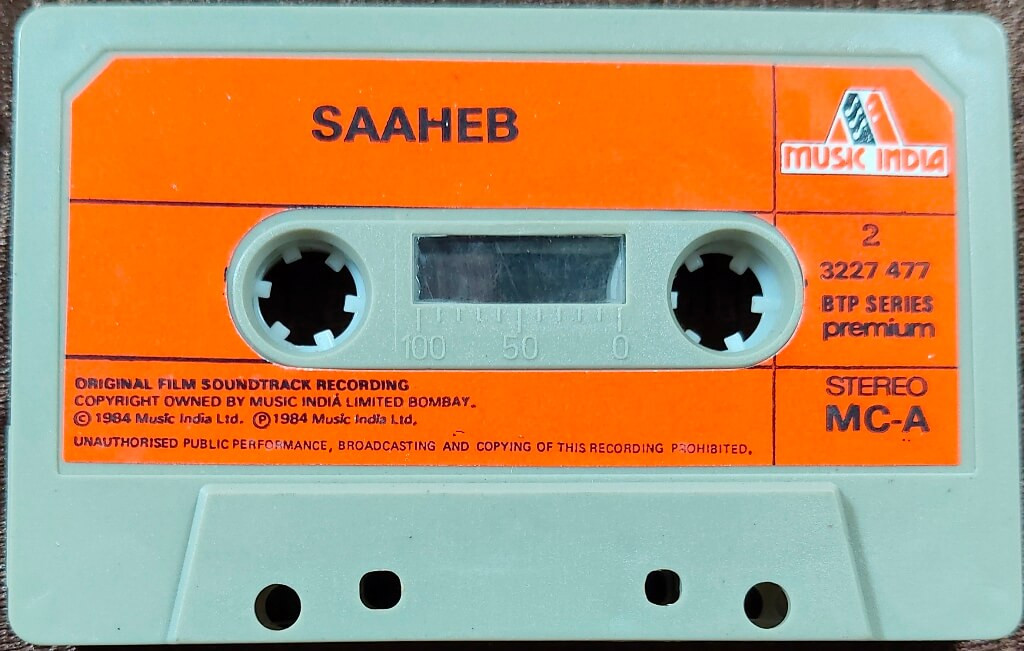 SAAHEB
MUSIC INDIA
2
3227 477
BTP SERIES
premium
100 50 0
ORIGINAL FILM SOUNDTRACK RECORDING
COPYRIGHT OWNED BY MUSIC INDIA LIMITED BOMBAY.
© 1984 Music India Ltd. ℗ 1984 Music India Ltd.
UNAUTHORISED PUBLIC PERFORMANCE, BROADCASTING AND COPYING OF THIS RECORDING PROHIBITED.
STEREO
MC-A